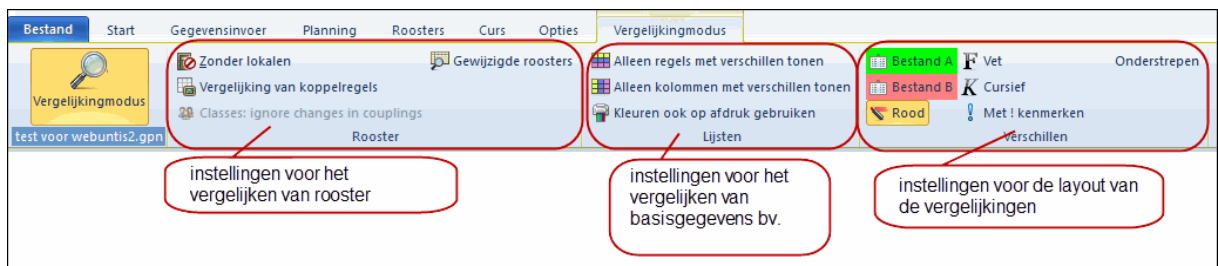 Bestand Start Gegevensinvoer Planning Roosters Curs Opties Vergelijkingmodus
Vergelijkingmodus
test voor webuntis2.gpn
Zonder lokalen Gewijzigde roosters
Vergelijking van koppelregels
Classes: ignore changes in couplings
Rooster
Alleen regels met verschillen tonen
Alleen kolommen met verschillen tonen
Kleuren ook op afdruk gebruiken
Lijsten
Bestand A F Vet Onderstrepen
Bestand B K Cursief
Rood Met ! kenmerken
Verschillen
instellingen voor het
vergelijken van rooster
instellingen voor het
vergelijken van
basisgegevens bv.
instellingen voor de layout van
de vergelijkingen